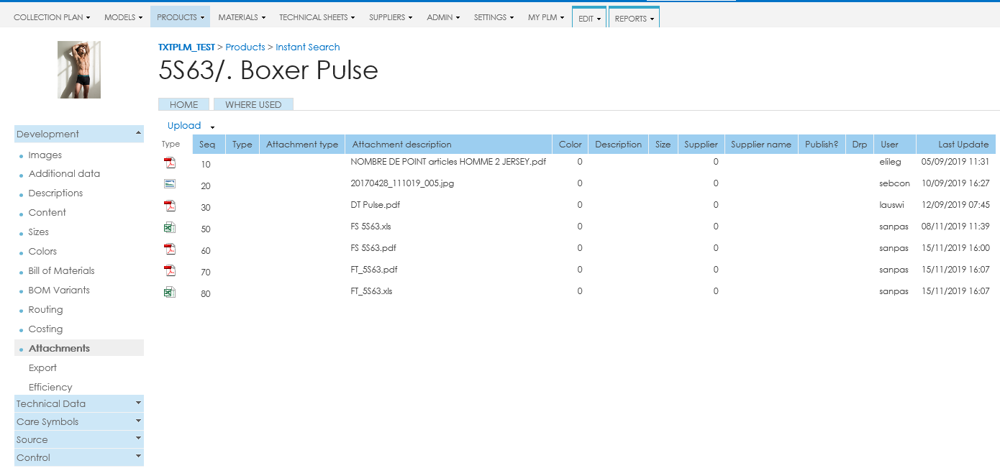 COLLECTION PLAN MODELS PRODUCTS MATERIALS TECHNICAL SHEETS SUPPLIERS ADMIN SETTINGS MY PLM EDIT REPORTS
TXTPLM_TEST > Products > Instant Search
5S63/. Boxer Pulse
HOME WHERE USED
Development
Images
Additional data
Descriptions
Content
Sizes
Colors
Bill of Materials
BOM Variants
Routing
Costing
Attachments
Export
Efficiency
Technical Data
Care Symbols
Source
Control
Upload
Type Seq Type Attachment type Attachment description Color Description Size Supplier Supplier name Publish? Drp User Last Update
10 NOMBRE DE POINT articles HOMME 2 JERSEY.pdf 0 0 elileg 05/09/2019 11:31
20 20170428_111019_005.jpg 0 0 sebcon 10/09/2019 16:27
30 DT Pulse.pdf 0 0 lauswi 12/09/2019 07:45
50 FS 5S63.xls 0 0 sanpas 08/11/2019 11:39
60 FS 5S63.pdf 0 0 sanpas 15/11/2019 16:00
70 FT_5S63.pdf 0 0 sanpas 15/11/2019 16:07
80 FT_5S63.xls 0 0 sanpas 15/11/2019 16:07